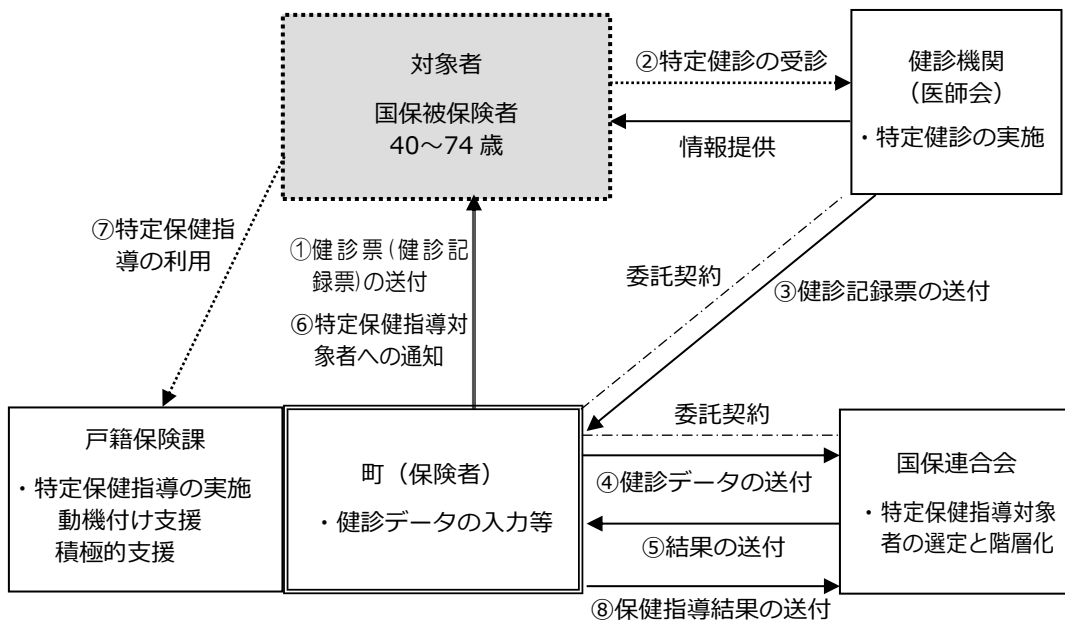 対象者
国保被保険者
40～74歳
②特定健診の受診
情報提供
健診機関
（医師会）
・特定健診の実施
⑦特定保健指
導の利用
①健診票(健診記
録票)の送付
⑥特定保健指導対
象者への通知
委託契約
③健診記録票の送付
戸籍保険課
・特定保健指導の実施
動機付け支援
積極的支援
町（保険者）
・健診データの入力等
委託契約
④健診データの送付
⑤結果の送付
⑧保健指導結果の送付
国保連合会
・特定保健指導対象
者の選定と階層化